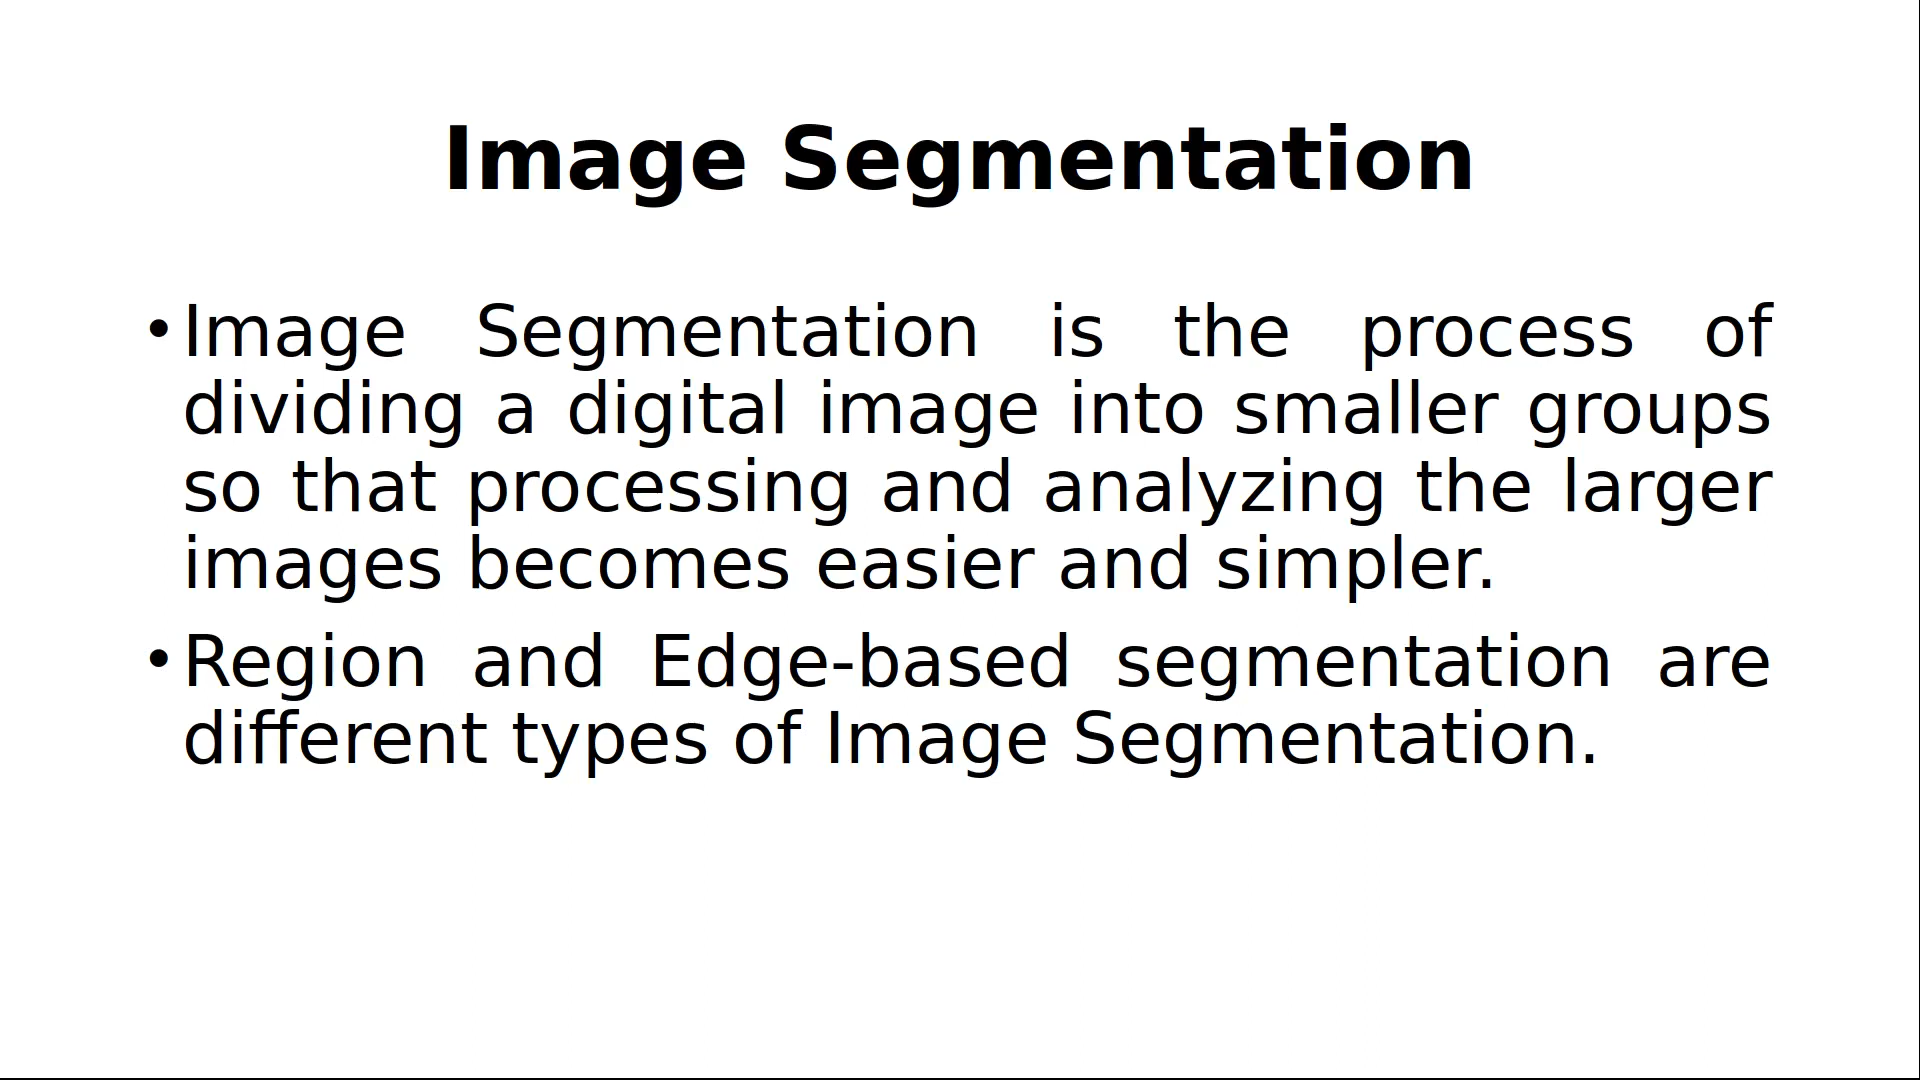 Image Segmentation
•Image Segmentation is the process of
dividing a digital image into smaller groups
so that processing and analyzing the larger
images becomes easier and simpler.
•Region and Edge-based segmentation are
different types of Image Segmentation.